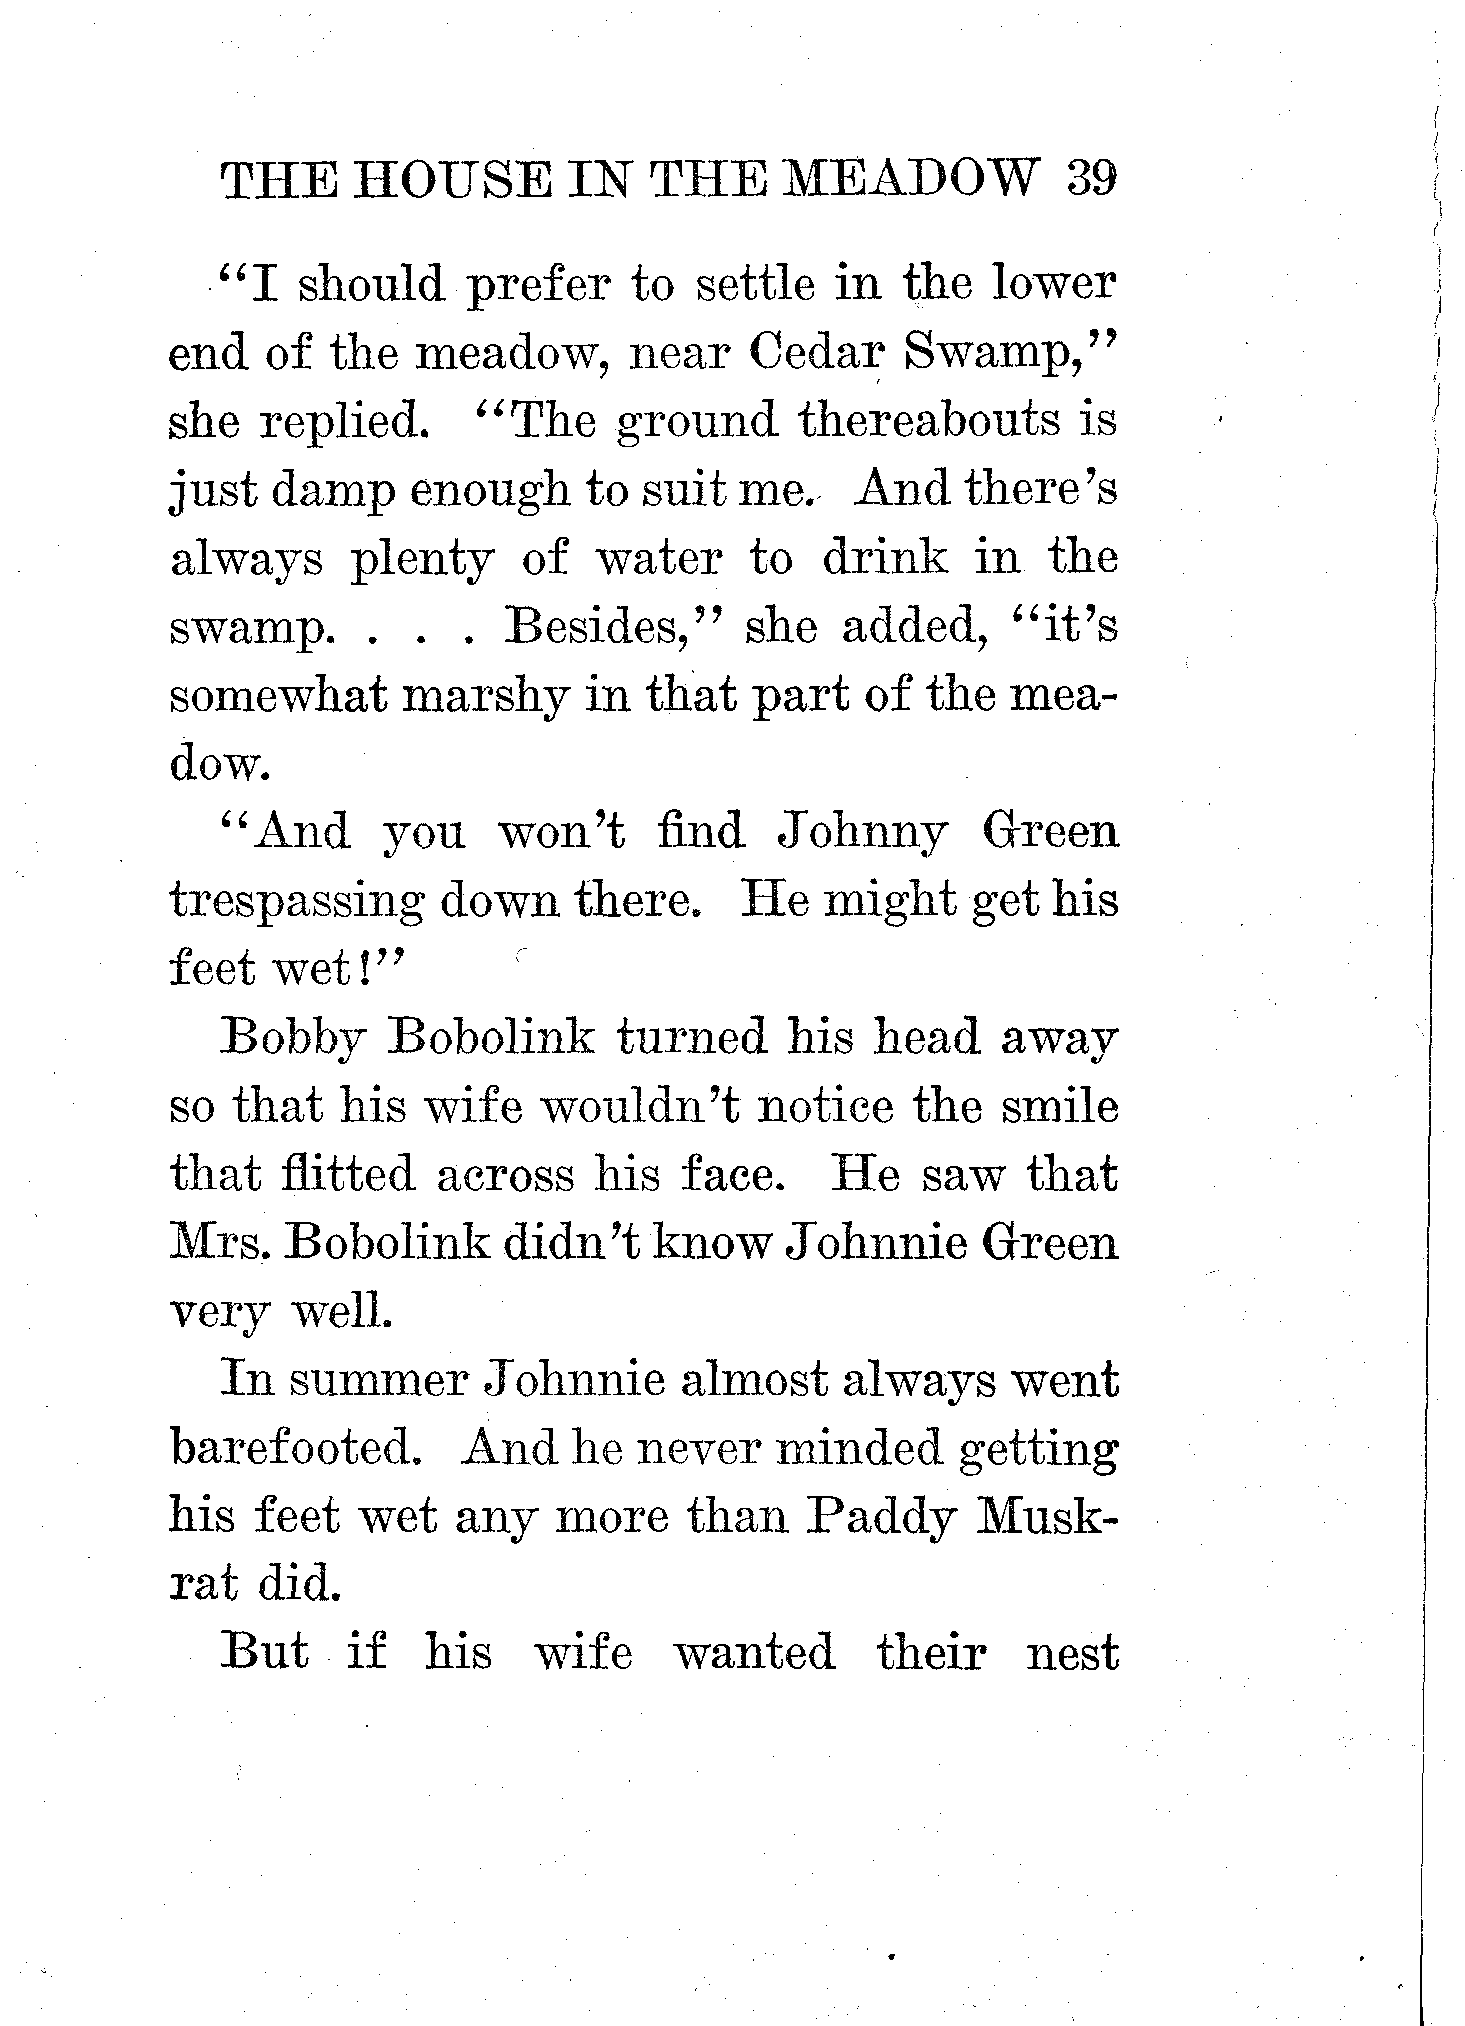 THE HOUSE IN THE MEADOW 39
“I should prefer to settle in the lower
end of the meadow, near Cedar Swamp,”
she replied. “The ground thereabouts is
just damp enough to suit me. And there’s
always plenty of water to drink in the
swamp. . . . Besides,” she added, “it’s
somewhat marshy in that part of the mea-
dow.
“And you won’t find Johnny Green
trespassing down there. He might get his
feet wet!”
Bobby Bobolink turned his head away
so that his wife wouldn’t notice the smile
that flitted across his face. He saw that
Mrs. Bobolink didn’t know Johnnie Green
very well.
In summer Johnnie almost always went
barefooted. And he never minded getting
his feet wet any more than Paddy Musk-
rat did.
But if his wife wanted their nest